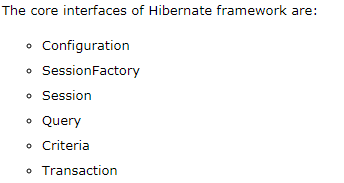 The core interfaces of Hibernate framework are:
Configuration
SessionFactory
Session
Query
Criteria
Transaction